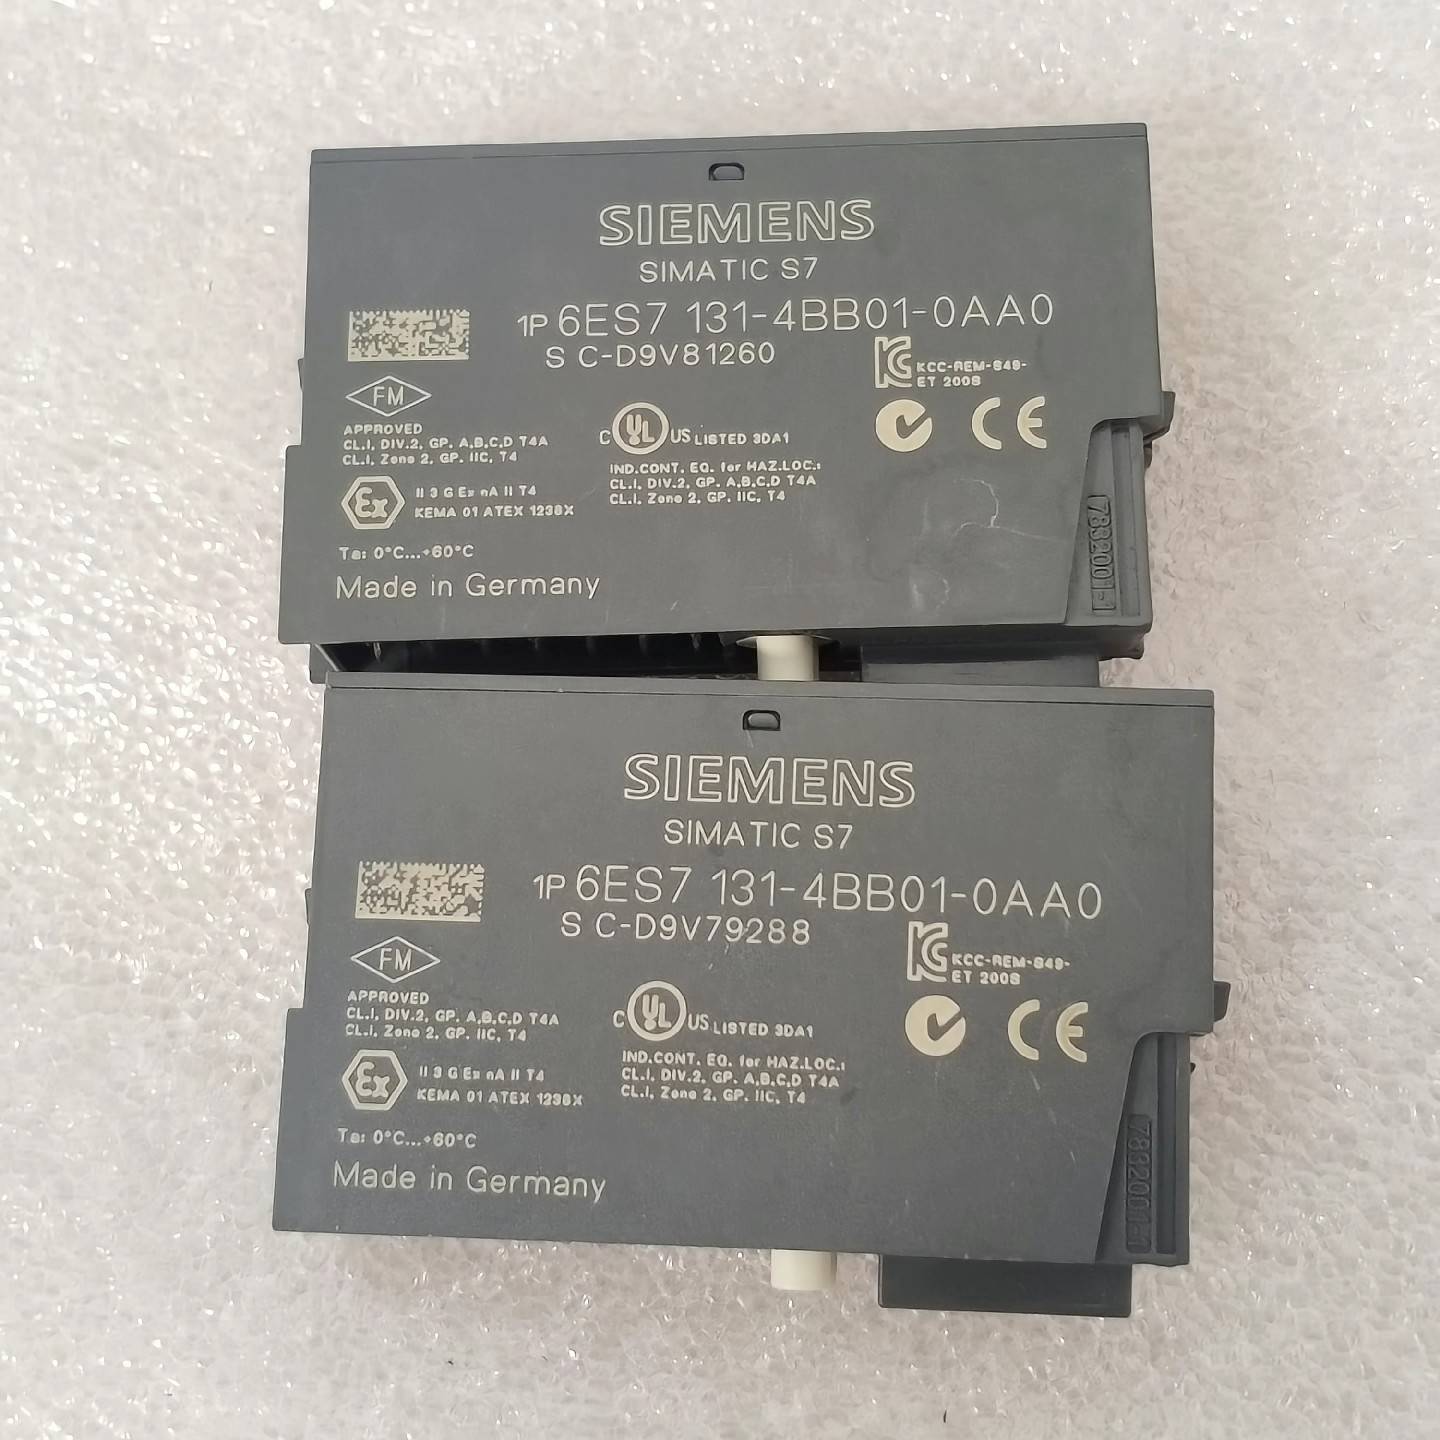 SIEMENS
SIMATIC S7
1P 6ES7 131-4BB01-0AA0
S C-D9V81260
KCC-REM-S49-
ET 200S
FM
APPROVED
CL.I, DIV.2, GP. A,B,C,D T4A
CL.I, Zone 2, GP. IIC, T4
C UL US LISTED 3DA1
IND.CONT. EQ. for HAZ.LOC.:
CL.I, DIV.2, GP. A,B,C,D T4A
CL.I, Zone 2, GP. IIC, T4
CE
Ex II 3 G Ex nA II T4
KEMA 01 ATEX 1238X
Ta: 0°C...+60°C
Made in Germany
7832001-1
SIEMENS
SIMATIC S7
1P 6ES7 131-4BB01-0AA0
S C-D9V79288
KCC-REM-S49-
ET 200S
FM
APPROVED
CL.I, DIV.2, GP. A,B,C,D T4A
CL.I, Zone 2, GP. IIC, T4
C UL US LISTED 3DA1
IND.CONT. EQ. for HAZ.LOC.:
CL.I, DIV.2, GP. A,B,C,D T4A
CL.I, Zone 2, GP. IIC, T4
CE
Ex II 3 G Ex nA II T4
KEMA 01 ATEX 1238X
Ta: 0°C...+60°C
Made in Germany
7832001-1